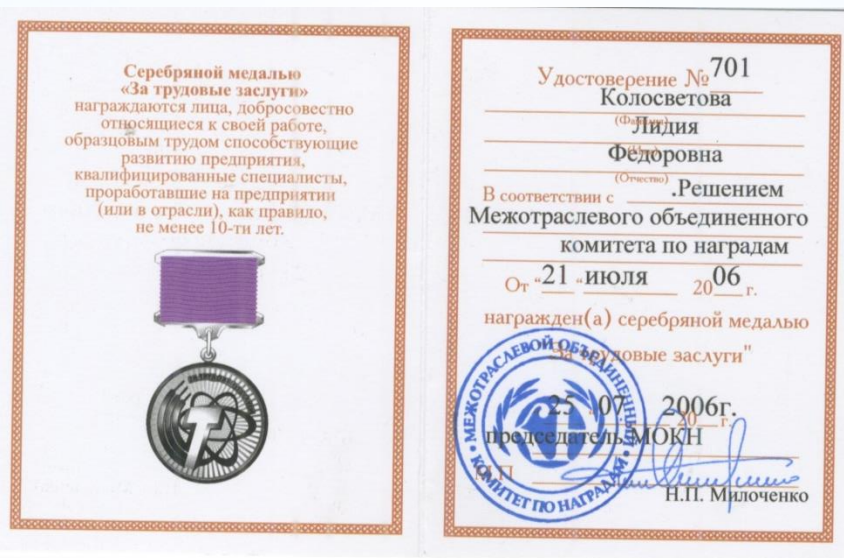 Серебряной медалью
«За трудовые заслуги»
награждаются лица, добросовестно
относящиеся к своей работе,
образцовым трудом способствующие
развитию предприятия,
квалифицированные специалисты,
проработавшие на предприятии
(или в отрасли), как правило,
не менее 10-ти лет.
Удостоверение № 701
Колосветова
(Фамилия)
Лидия
Федоровна
(Отчество)
В соответствии с .Решением
Межотраслевого объединенного
комитета по наградам
От "21 " июля 2006 г.
награжден(а) серебряной медалью
"За трудовые заслуги"
25 07 2006г.
20 г.
председатель МОКН
М.П
Н.П. Милоченко
МЕЖОТРАСЛЕВОЙ ОБЪЕДИНЕННЫЙ
КОМИТЕТ ПО НАГРАДАМ